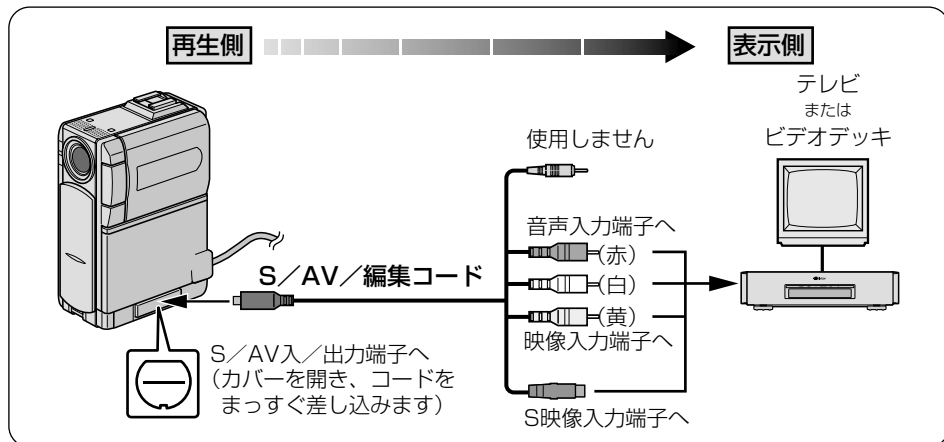 再生側
表示側
テレビ
または
ビデオデッキ
使用しません
音声入力端子へ
(赤)
S/AV/編集コード
(白)
(黄)
映像入力端子へ
S/AV入/出力端子へ
(カバーを開き、コードを
まっすぐ差し込みます)
S映像入力端子へ